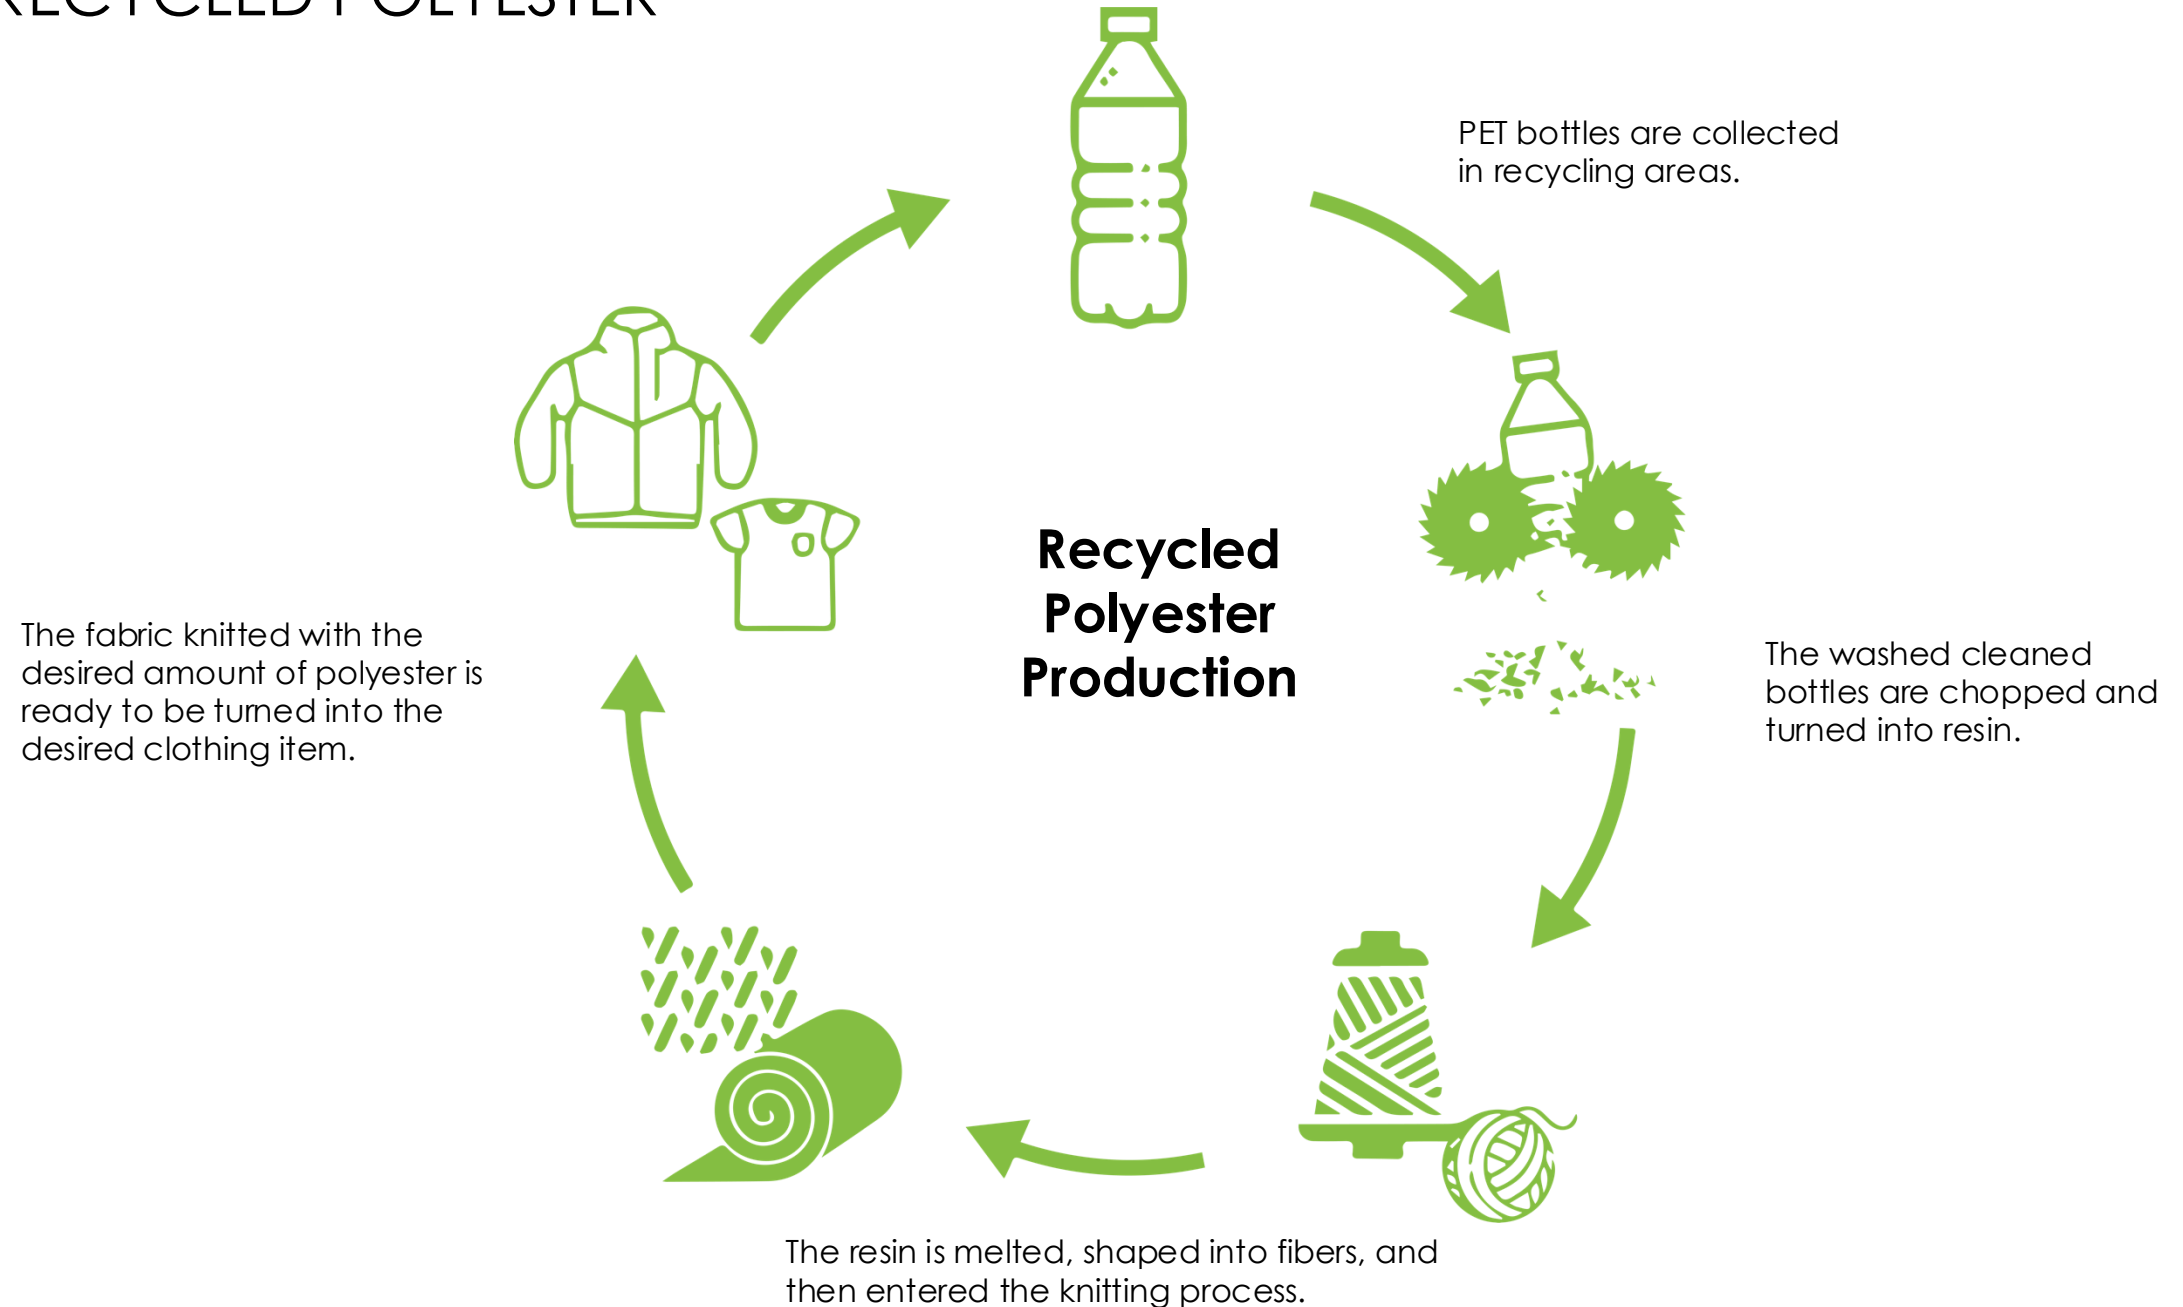 RECYCLED POLYESTER
PET bottles are collected
in recycling areas.
Recycled
Polyester
Production
The washed cleaned
bottles are chopped and
turned into resin.
The fabric knitted with the
desired amount of polyester is
ready to be turned into the
desired clothing item.
The resin is melted, shaped into fibers, and
then entered the knitting process.